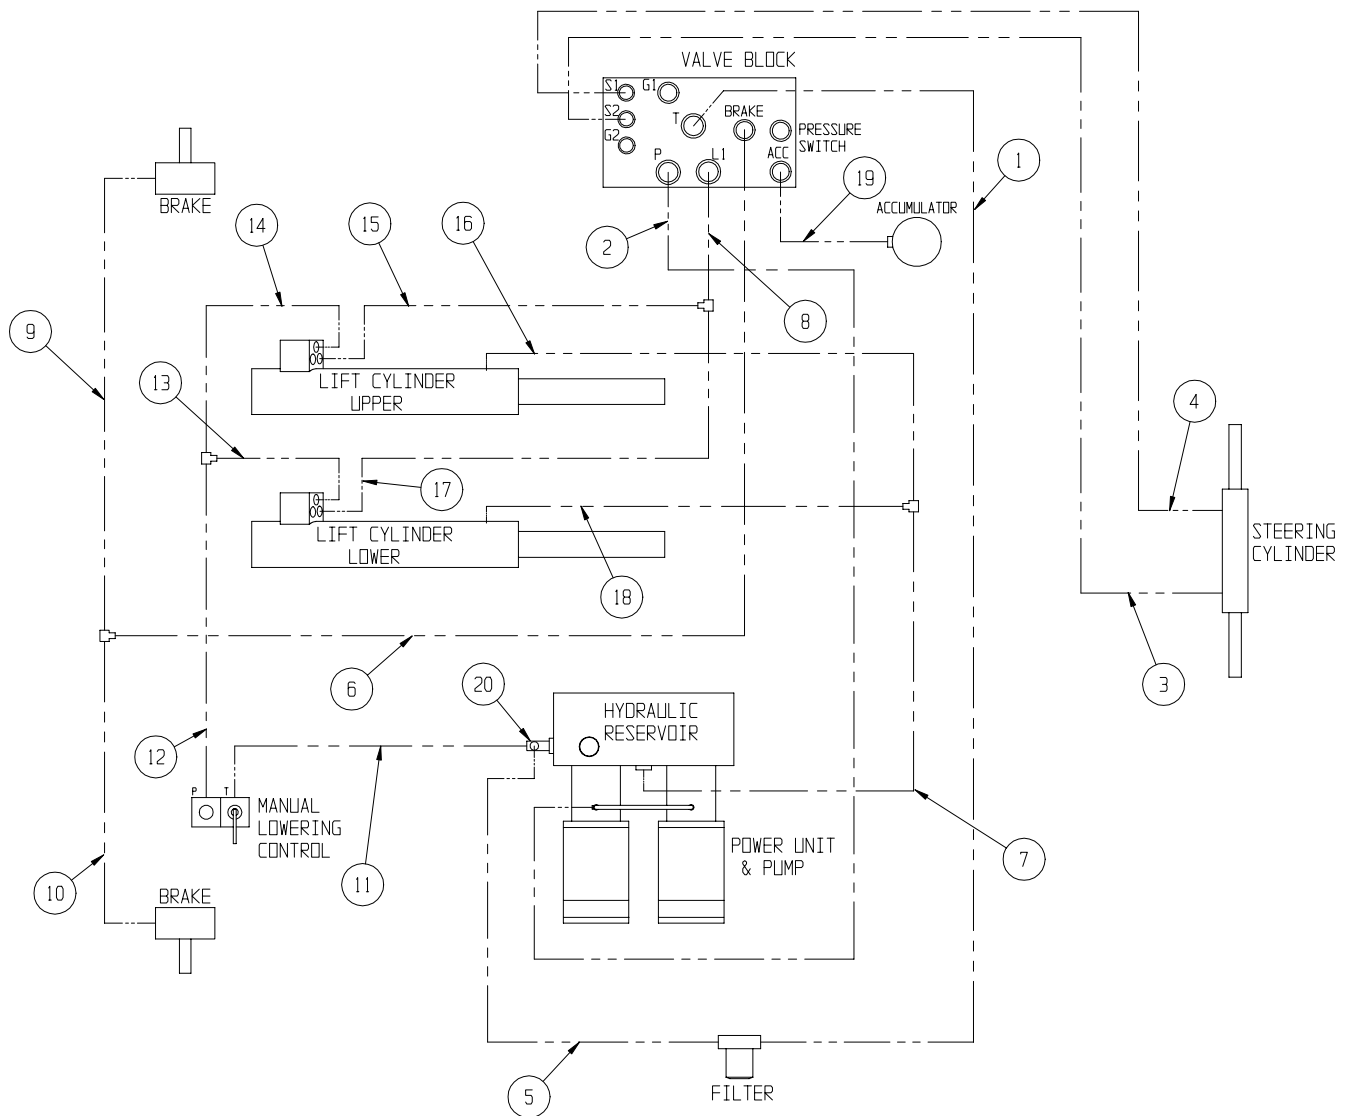 VALVE BLOCK
S1
G1
S2
T
BRAKE
G2
PRESSURE
SWITCH
P
L1
ACC
1
19
BRAKE
ACCUMULATOR
14
15
16
2
8
9
LIFT CYLINDER
UPPER
13
4
17
LIFT CYLINDER
LOWER
STEERING
CYLINDER
18
6
20
3
HYDRAULIC
RESERVOIR
12
P
T
MANUAL
LOWERING
CONTROL
11
POWER UNIT
& PUMP
7
10
BRAKE
5
FILTER